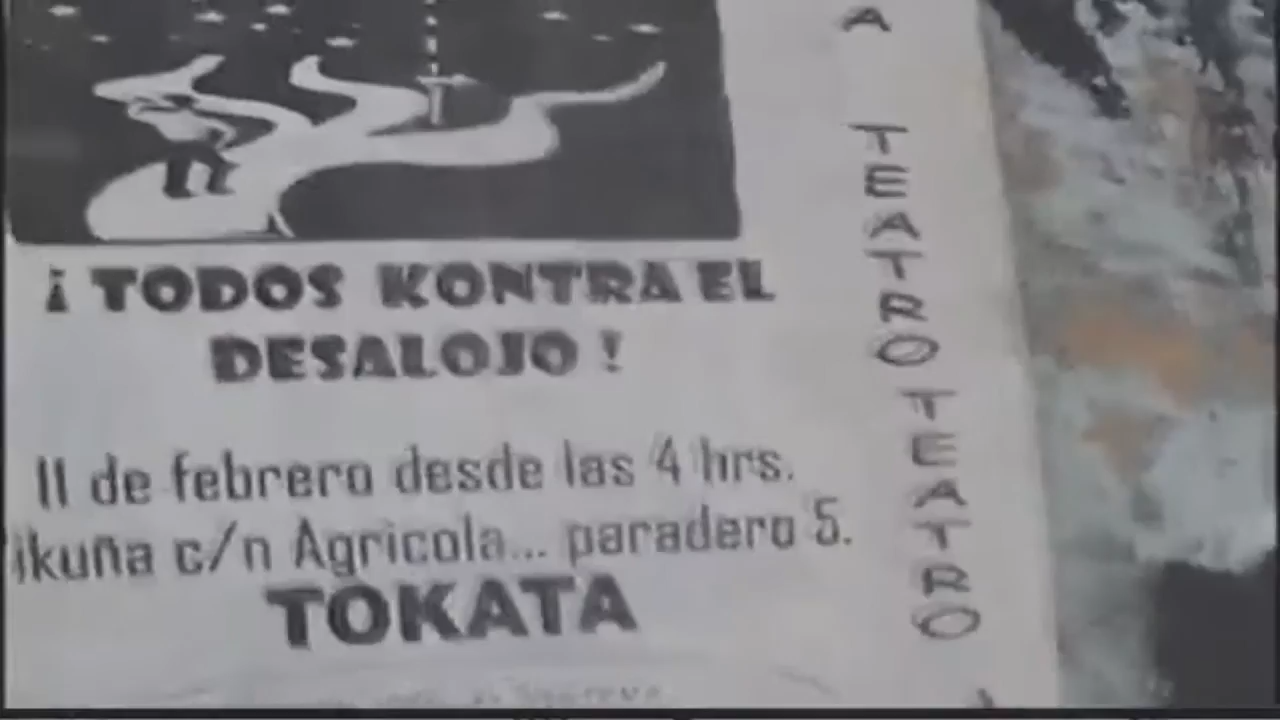 ¡ TODOS KONTRA EL
DESALOJO !
11 de febrero desde las 4 hrs.
ikuña c/n Agricola... paradero 5.
TOKATA
A
TEATRO
TEATRO